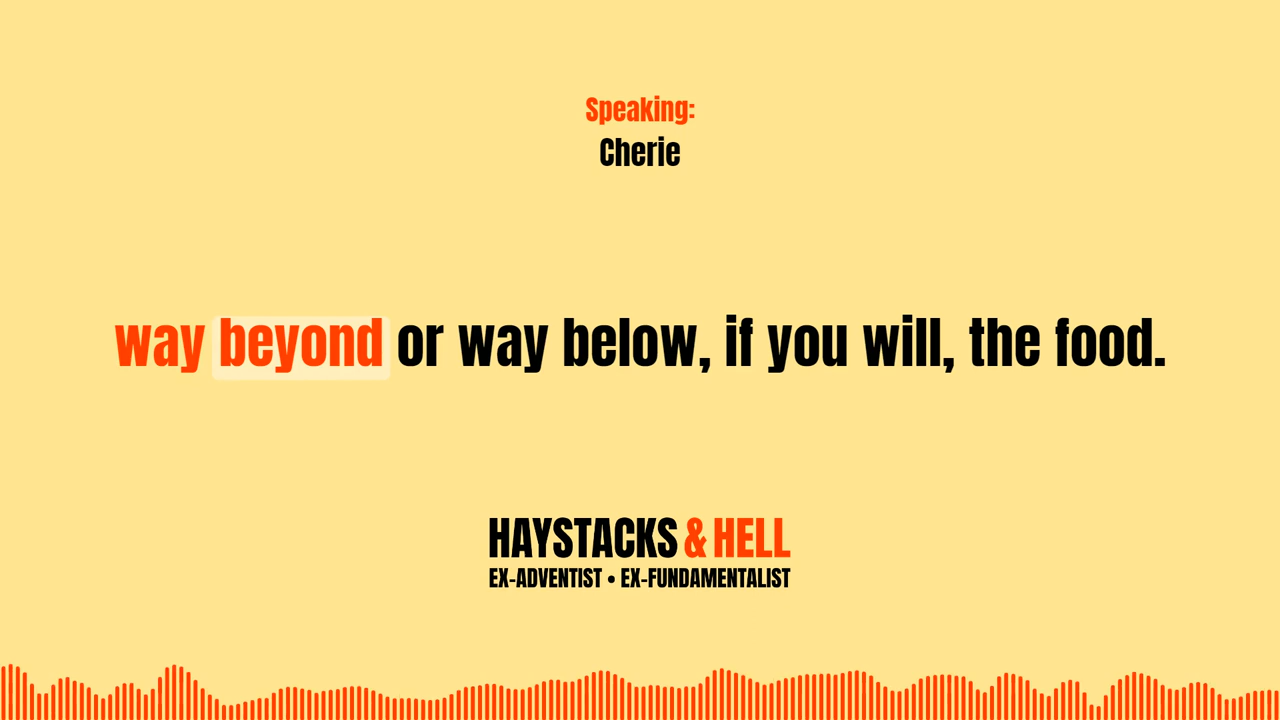 Speaking:
Cherie
way beyond or way below, if you will, the food.
HAYSTACKS & HELL
EX-ADVENTIST • EX-FUNDAMENTALIST